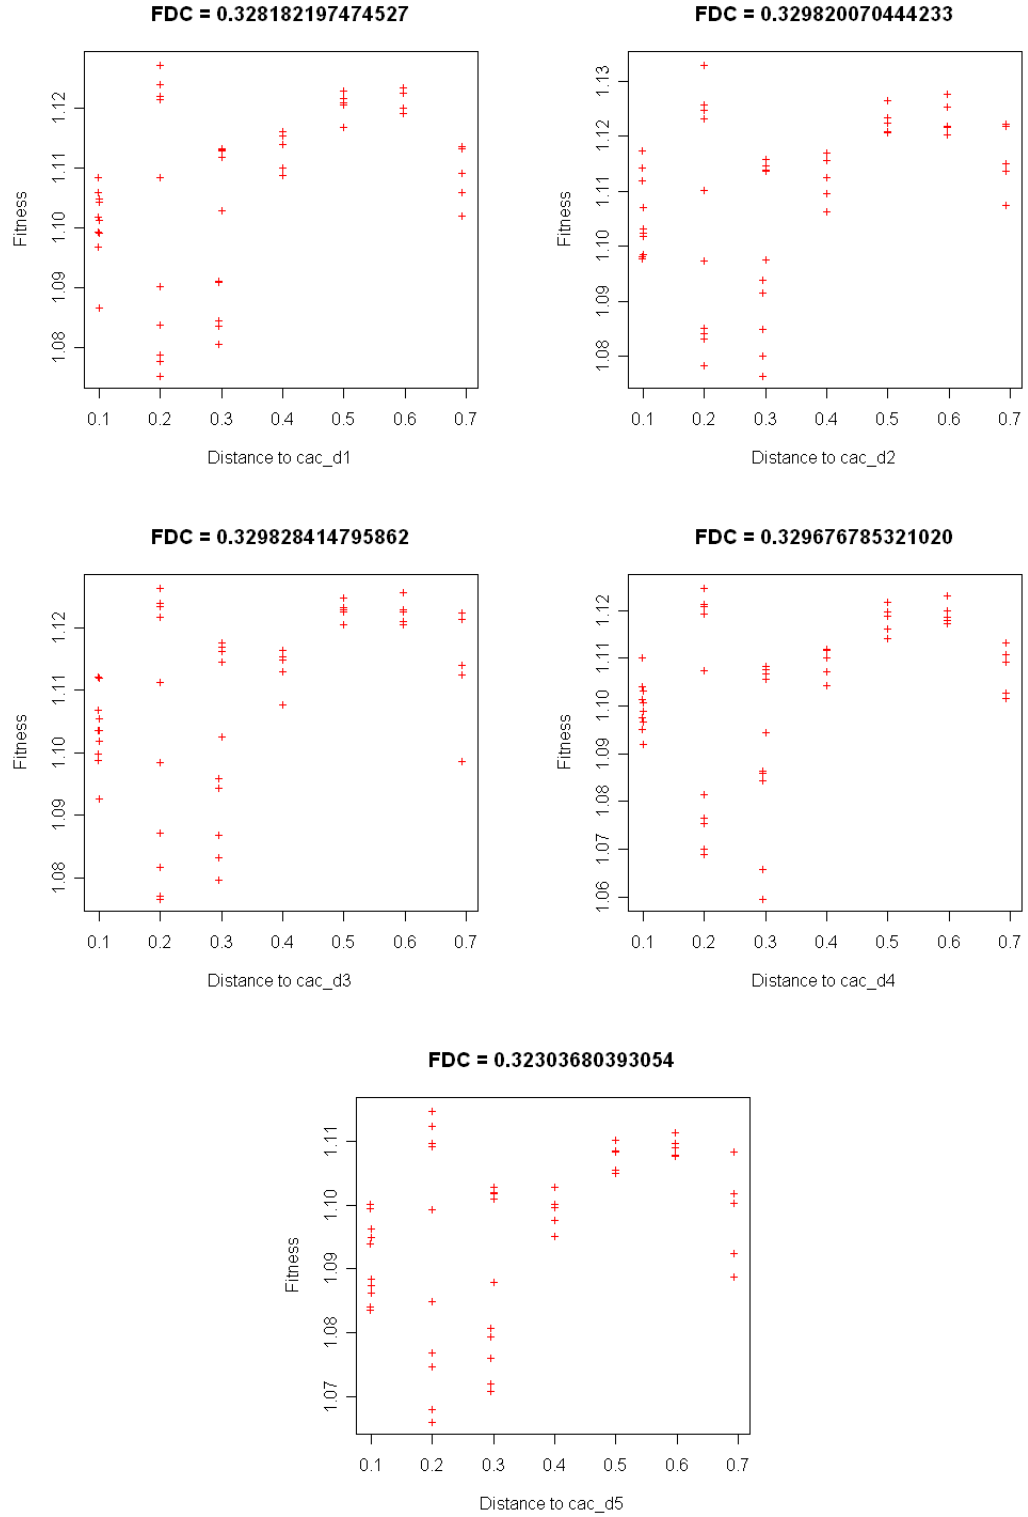 FDC = 0.328182197474527
FDC = 0.329820070444233
Fitness
1.12
1.11
1.10
1.09
1.08
0.1 0.2 0.3 0.4 0.5 0.6 0.7
Distance to cac_d1
Fitness
1.13
1.12
1.11
1.10
1.09
1.08
0.1 0.2 0.3 0.4 0.5 0.6 0.7
Distance to cac_d2
FDC = 0.329828414795862
FDC = 0.329676785321020
Fitness
1.12
1.11
1.10
1.09
1.08
0.1 0.2 0.3 0.4 0.5 0.6 0.7
Distance to cac_d3
Fitness
1.12
1.11
1.10
1.09
1.08
1.07
1.06
0.1 0.2 0.3 0.4 0.5 0.6 0.7
Distance to cac_d4
FDC = 0.32303680393054
Fitness
1.11
1.10
1.09
1.08
1.07
0.1 0.2 0.3 0.4 0.5 0.6 0.7
Distance to cac_d5